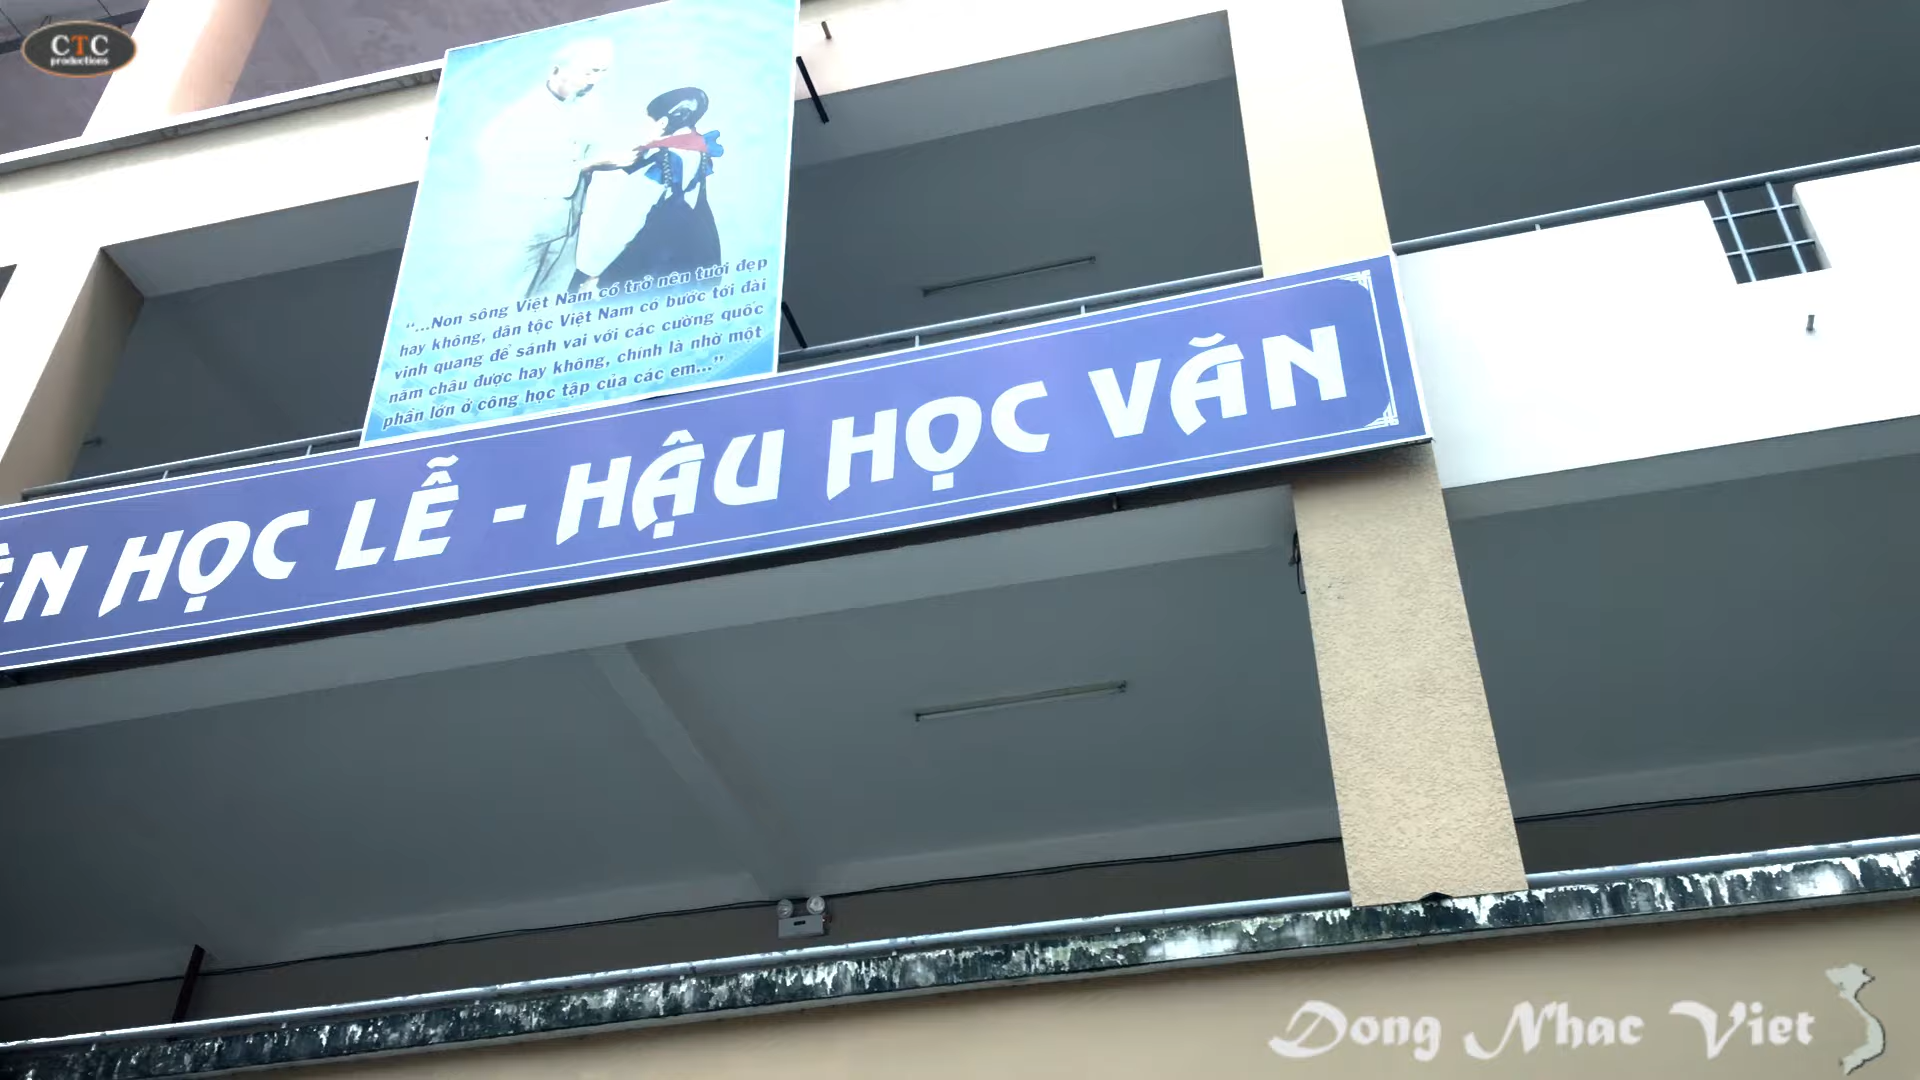 CTC
productions
“...Non sông Việt Nam có trở nên tươi đẹp
hay không, dân tộc Việt Nam có bước tới đài
vinh quang để sánh vai với các cường quốc
năm châu được hay không, chính là nhờ một
phần lớn ở công học tập của các em...”
ÊN HỌC LỄ - HẬU HỌC VĂN
Dong Nhac Viet